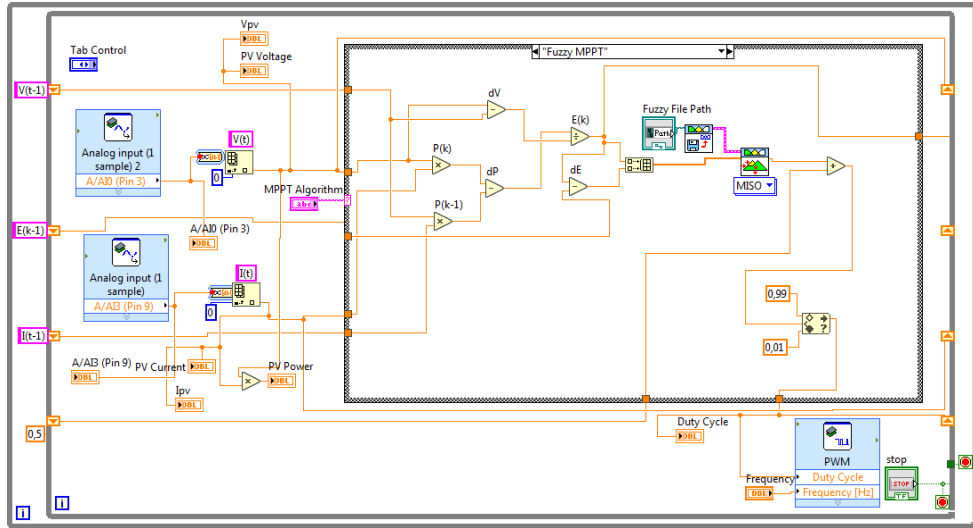 Vpv
DBL
PV Voltage
DBL
Tab Control
V(t-1)
Analog input (1
sample) 2
A/AI0 (Pin 3)
V(t)
0
A/AI0 (Pin 3)
DBL
MPPT Algorithm
abc
E(k-1)
Analog input (1
sample)
A/AI3 (Pin 9)
I(t)
0
I(t-1)
A/AI3 (Pin 9)
DBL
PV Current
DBL
PV Power
DBL
Ipv
DBL
0,5
"Fuzzy MPPT"
dV
P(k)
dP
P(k-1)
E(k)
dE
Fuzzy File Path
Path
MISO
0,99
0,01
?
Duty Cycle
DBL
PWM
Duty Cycle
Frequency [Hz]
Frequency
DBL
stop
STOP
TF
i
i